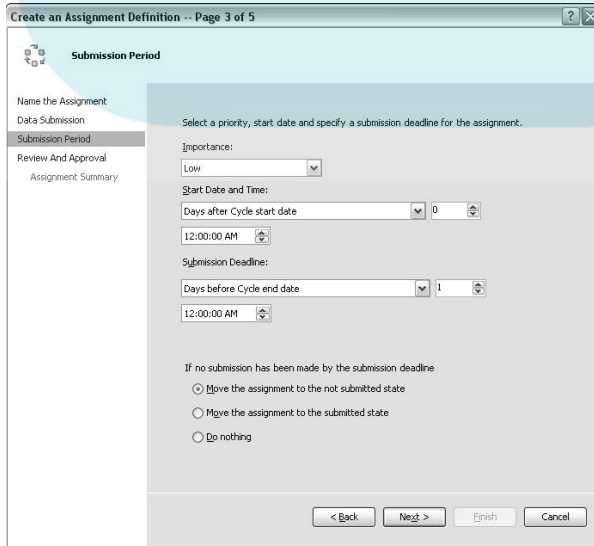 Create an Assignment Definition -- Page 3 of 5
Submission Period
Name the Assignment
Data Submission
Submission Period
Review And Approval
Assignment Summary
Select a priority, start date and specify a submission deadline for the assignment.
Importance:
Low
Start Date and Time:
Days after Cycle start date 0
12:00:00 AM
Submission Deadline:
Days before Cycle end date 1
12:00:00 AM
If no submission has been made by the submission deadline
Move the assignment to the not submitted state
Move the assignment to the submitted state
Do nothing
< Back Next > Finish Cancel